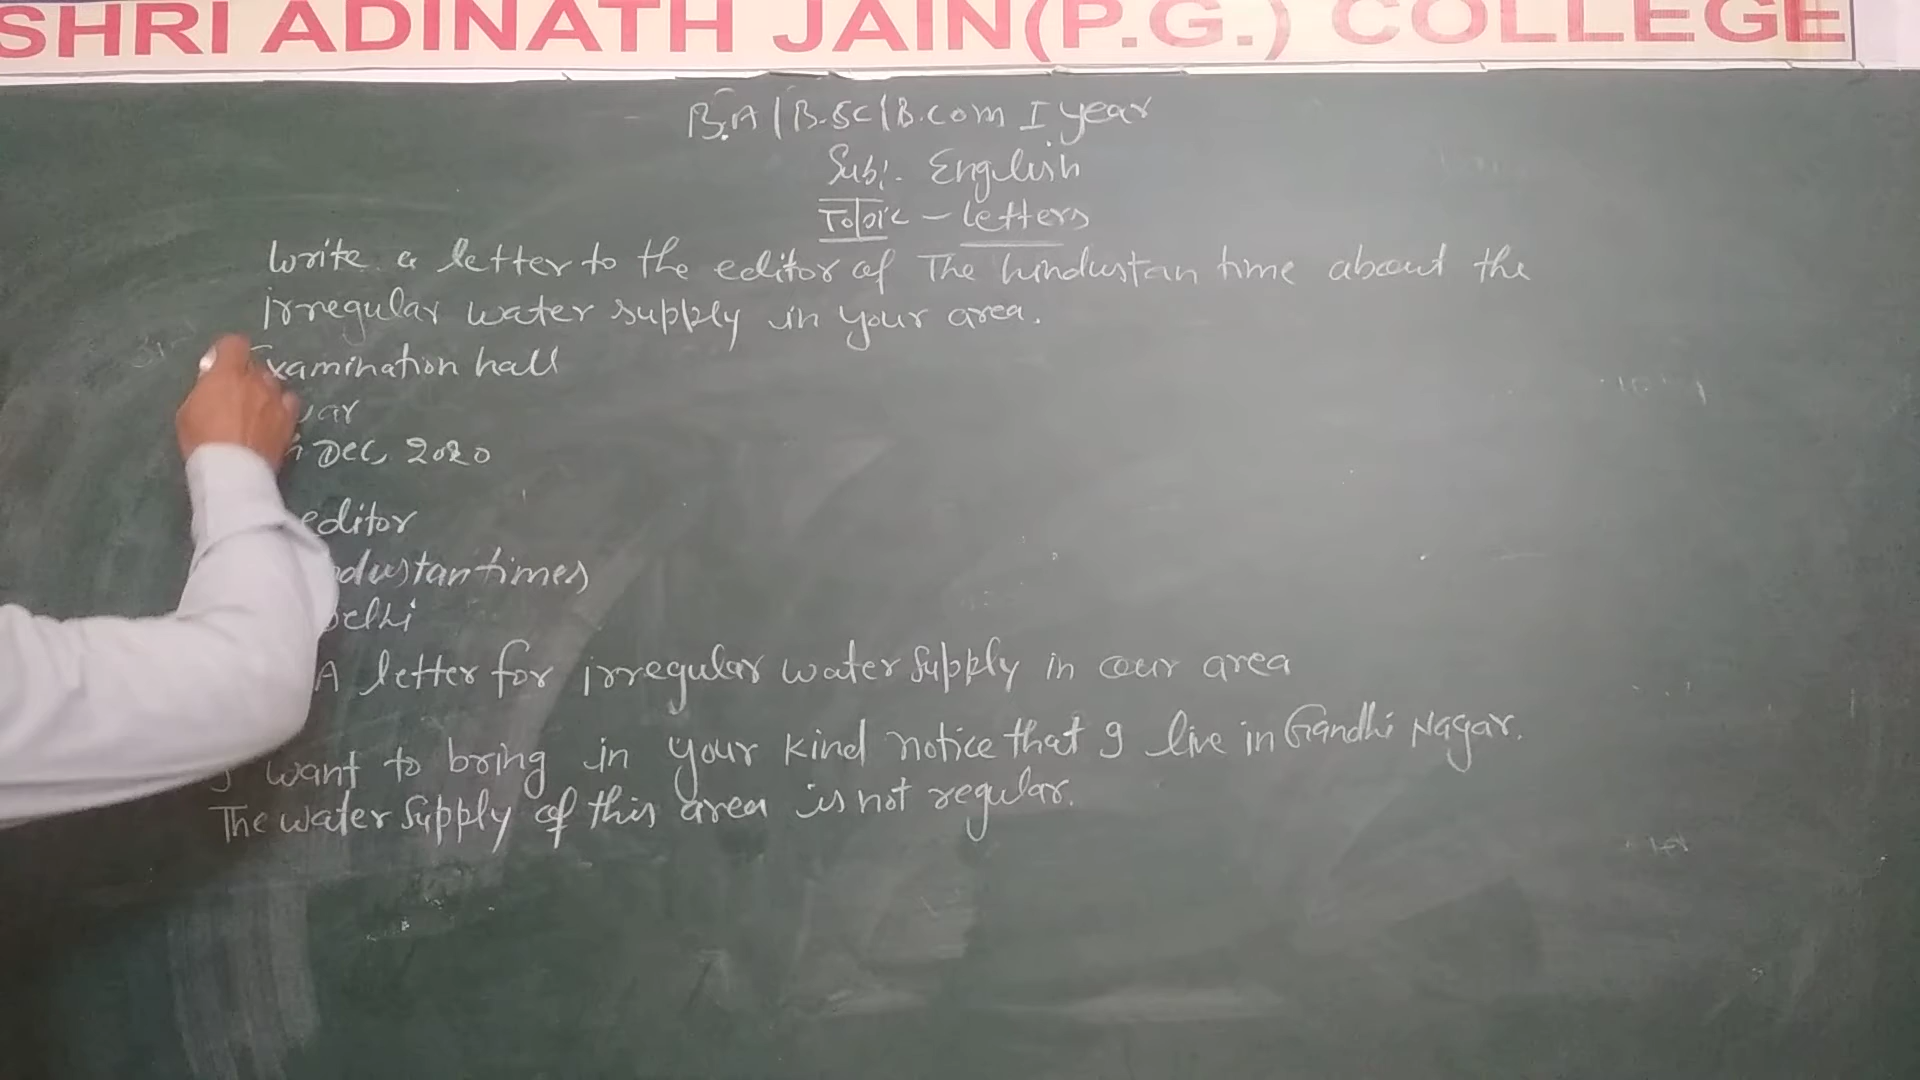 SHRI ADINATH JAIN(P.G.) COLLEGE
B.A | B.SC | B.Com I year
Sub:- English
Topic - Letters
Write a letter to the editor of The hindustan time about the
irregular water supply in your area.
Examination hall
Dec, 2020
editor
times
Delhi
A letter for irregular water supply in our area
I want to bring in your kind notice that I live in Gandhi Nagar.
The water supply of this area is not regular.